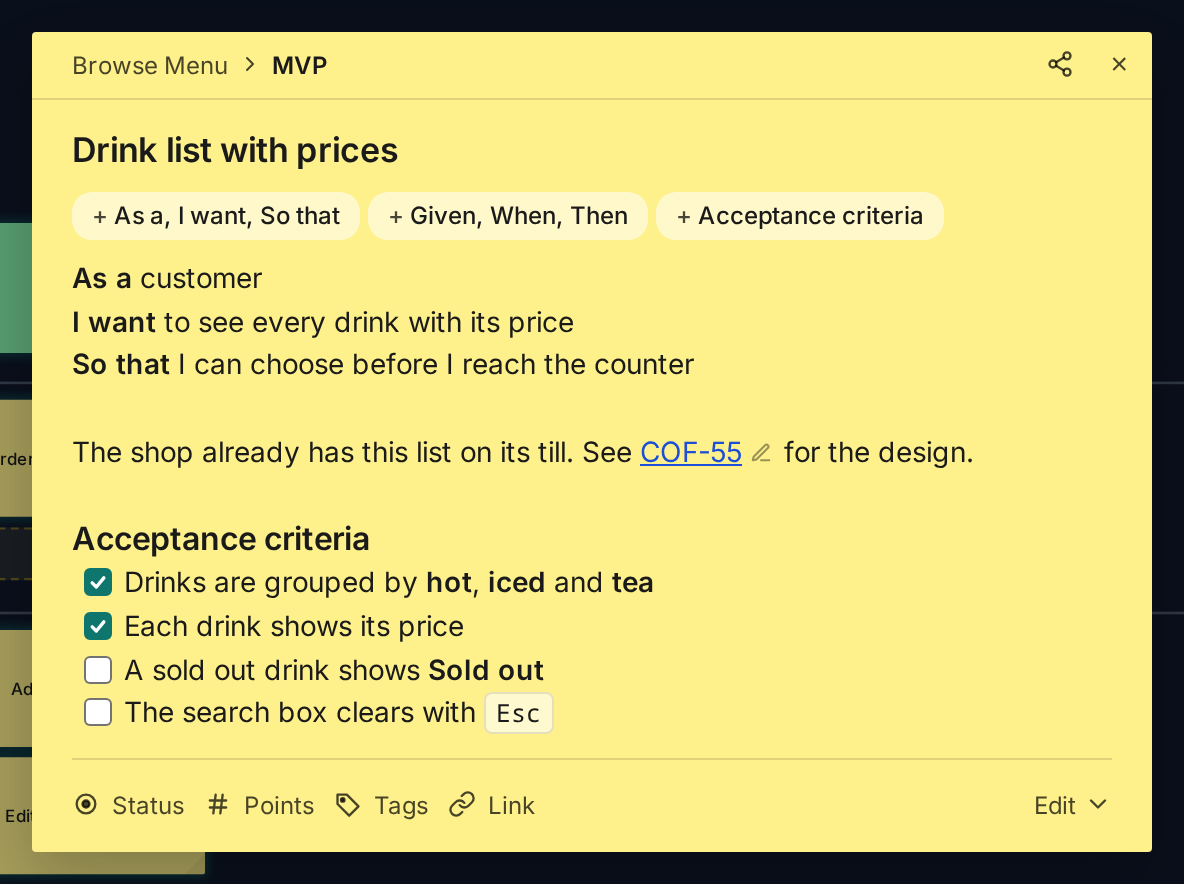 Browse Menu > MVP
Drink list with prices
+ As a, I want, So that
+ Given, When, Then
+ Acceptance criteria
As a customer
I want to see every drink with its price
So that I can choose before I reach the counter
The shop already has this list on its till. See COF-55 for the design.
Acceptance criteria
Drinks are grouped by hot, iced and tea
Each drink shows its price
A sold out drink shows Sold out
The search box clears with Esc
Status
Points
Tags
Link
Edit